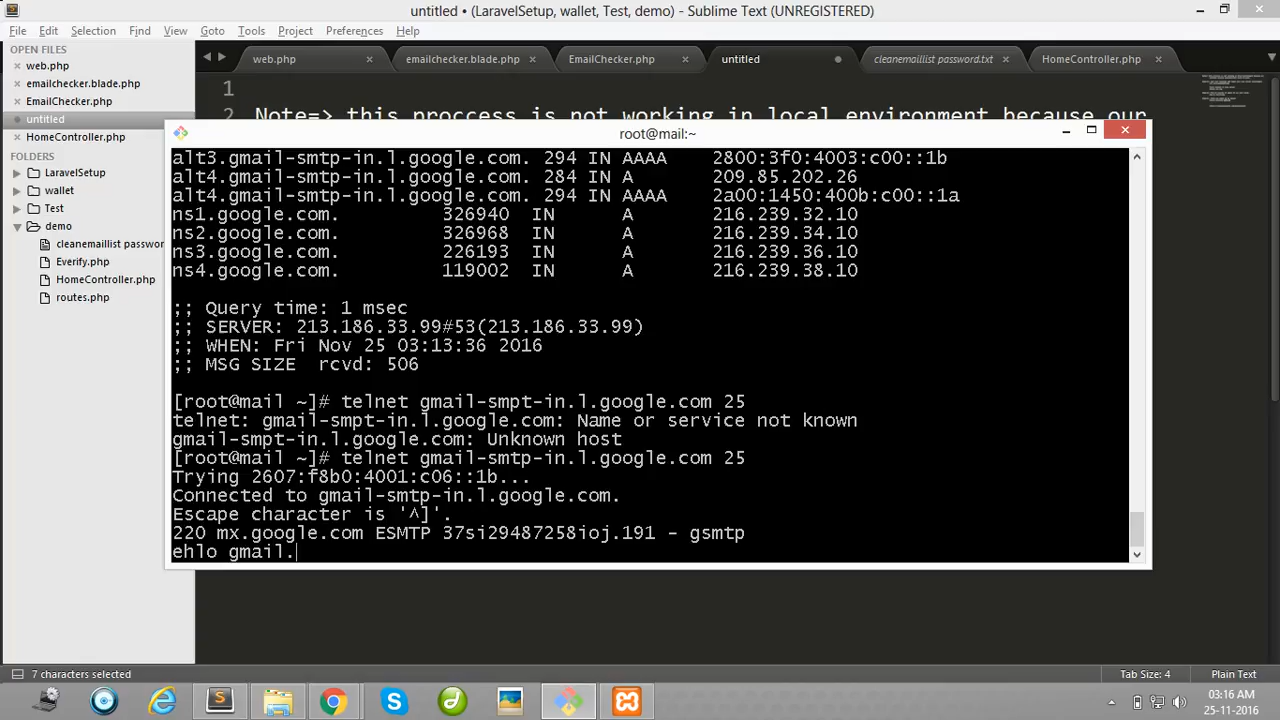 untitled • (LaravelSetup, wallet, Test, demo) - Sublime Text (UNREGISTERED)
File Edit Selection Find View Goto Tools Project Preferences Help
OPEN FILES
web.php
emailchecker.blade.php
EmailChecker.php
untitled
cleanemaillist password.txt
HomeController.php
web.php
emailchecker.blade.php
EmailChecker.php
untitled
HomeController.php
FOLDERS
LaravelSetup
wallet
Test
demo
cleanemaillist passwor
Everify.php
HomeController.php
routes.php
1
2 Note=> this proccess is not working in local environment because our
root@mail:~
alt3.gmail-smtp-in.l.google.com. 294 IN AAAA 2800:3f0:4003:c00::1b
alt4.gmail-smtp-in.l.google.com. 284 IN A 209.85.202.26
alt4.gmail-smtp-in.l.google.com. 294 IN AAAA 2a00:1450:400b:c00::1a
ns1.google.com. 326940 IN A 216.239.32.10
ns2.google.com. 326968 IN A 216.239.34.10
ns3.google.com. 226193 IN A 216.239.36.10
ns4.google.com. 119002 IN A 216.239.38.10
;; Query time: 1 msec
;; SERVER: 213.186.33.99#53(213.186.33.99)
;; WHEN: Fri Nov 25 03:13:36 2016
;; MSG SIZE rcvd: 506
[root@mail ~]# telnet gmail-smpt-in.l.google.com 25
telnet: gmail-smpt-in.l.google.com: Name or service not known
gmail-smpt-in.l.google.com: Unknown host
[root@mail ~]# telnet gmail-smtp-in.l.google.com 25
Trying 2607:f8b0:4001:c06::1b...
Connected to gmail-smtp-in.l.google.com.
Escape character is '^]'.
220 mx.google.com ESMTP 37si29487258ioj.191 - gsmtp
ehlo gmail.
7 characters selected
Tab Size: 4
Plain Text
03:16 AM
25-11-2016